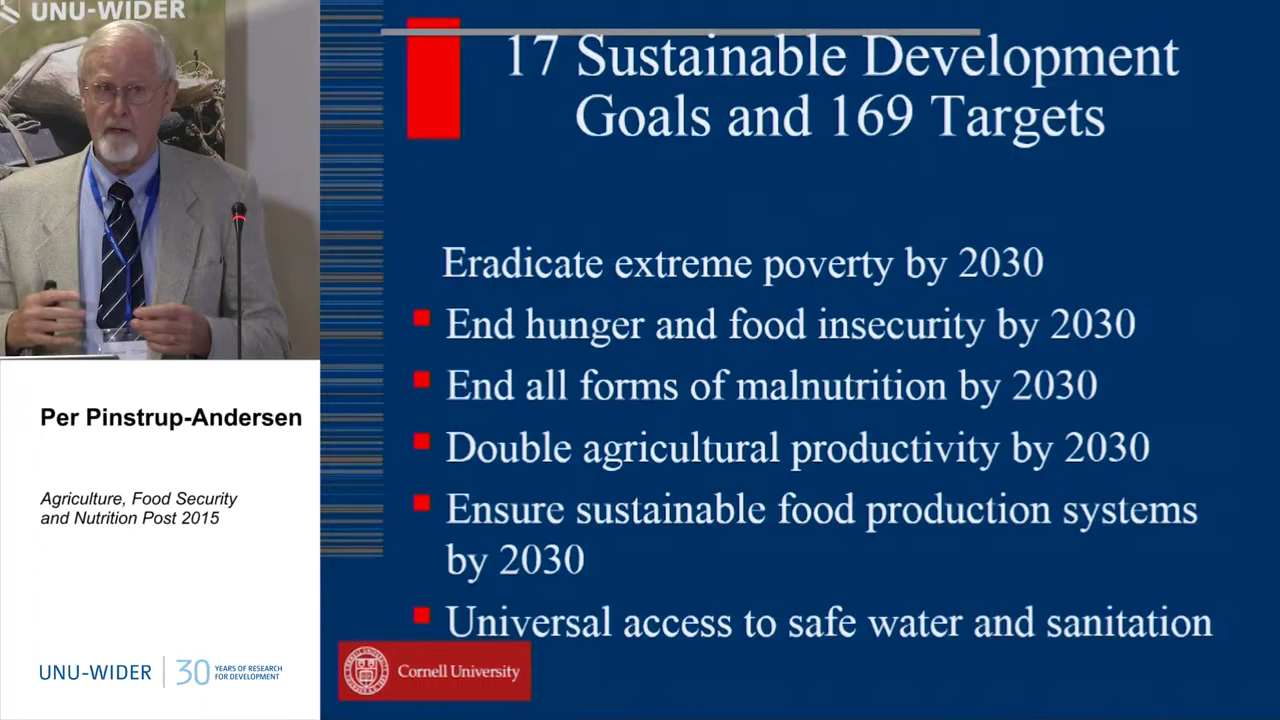 UNU-WIDER
17 Sustainable Development
Goals and 169 Targets
Eradicate extreme poverty by 2030
End hunger and food insecurity by 2030
End all forms of malnutrition by 2030
Double agricultural productivity by 2030
Ensure sustainable food production systems
by 2030
Universal access to safe water and sanitation
Cornell University
Per Pinstrup-Andersen
Agriculture, Food Security
and Nutrition Post 2015
UNU-WIDER
30 YEARS OF RESEARCH
FOR DEVELOPMENT